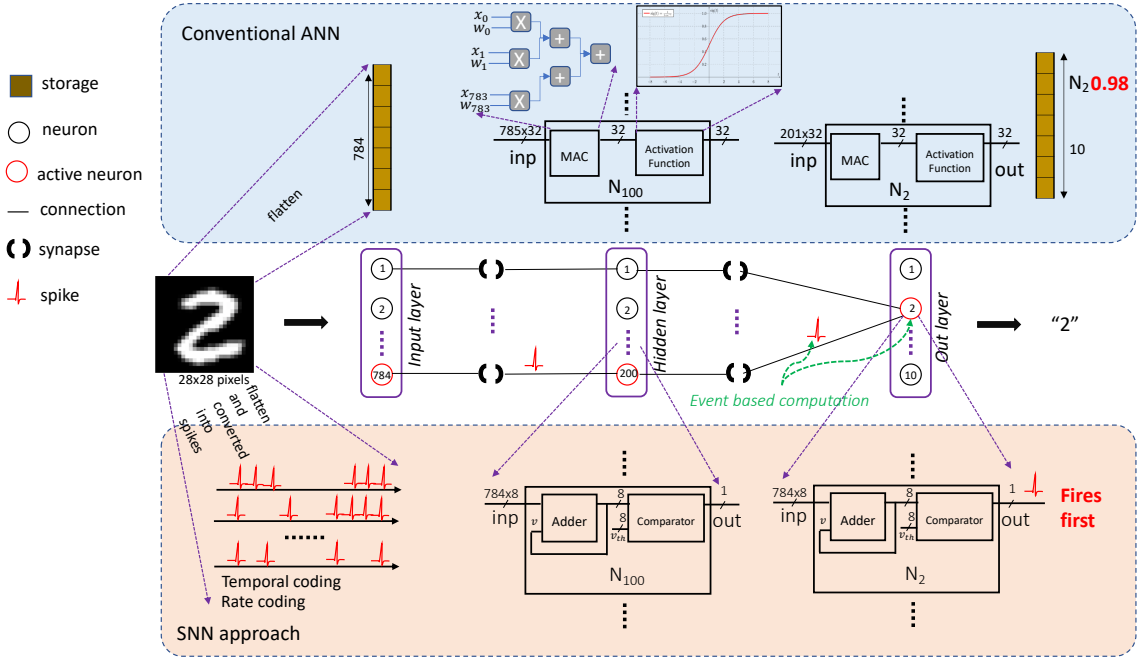 Conventional ANN
storage
neuron
active neuron
connection
synapse
spike
784
flatten
x0
w0
x1
w1
x783
w783
X
X
X
+
+
+
785x32
inp
MAC
32
Activation
Function
32
N100
201x32
inp
MAC
32
Activation
Function
32
out
N2
N2 0.98
10
28x28 pixels
flatten
and
converted
into
spikes
1
2
784
Input layer
1
2
200
Hidden layer
1
2
10
Out layer
"2"
Event based computation
Temporal coding
Rate coding
SNN approach
784x8
inp
v
Adder
8
8
vth
Comparator
1
out
N100
784x8
inp
v
Adder
8
8
vth
Comparator
1
out
N2
Fires
first